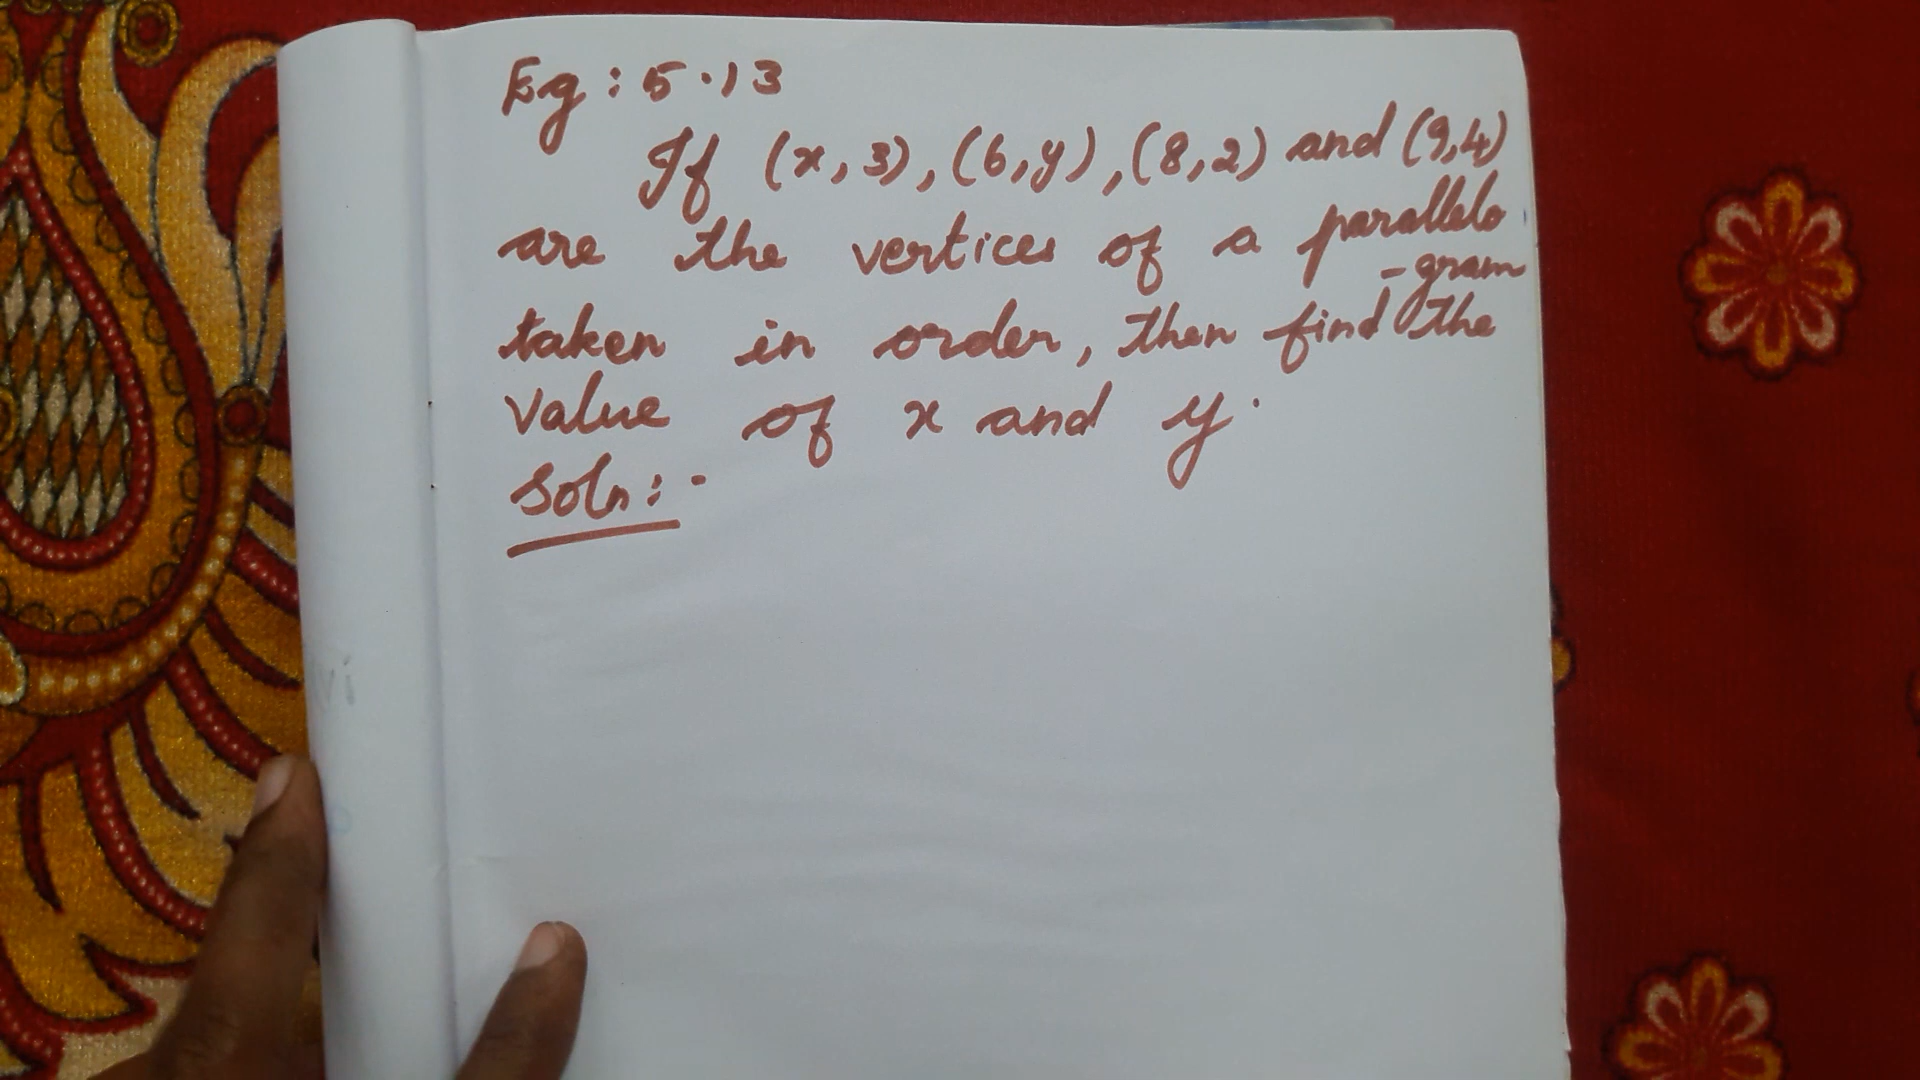 Eg : 5.13
If (x, 3), (6, y), (8, 2) and (9, 4)
are the vertices of a parallelo
-gram
taken in order, then find the
value of x and y.
Soln: -
vi